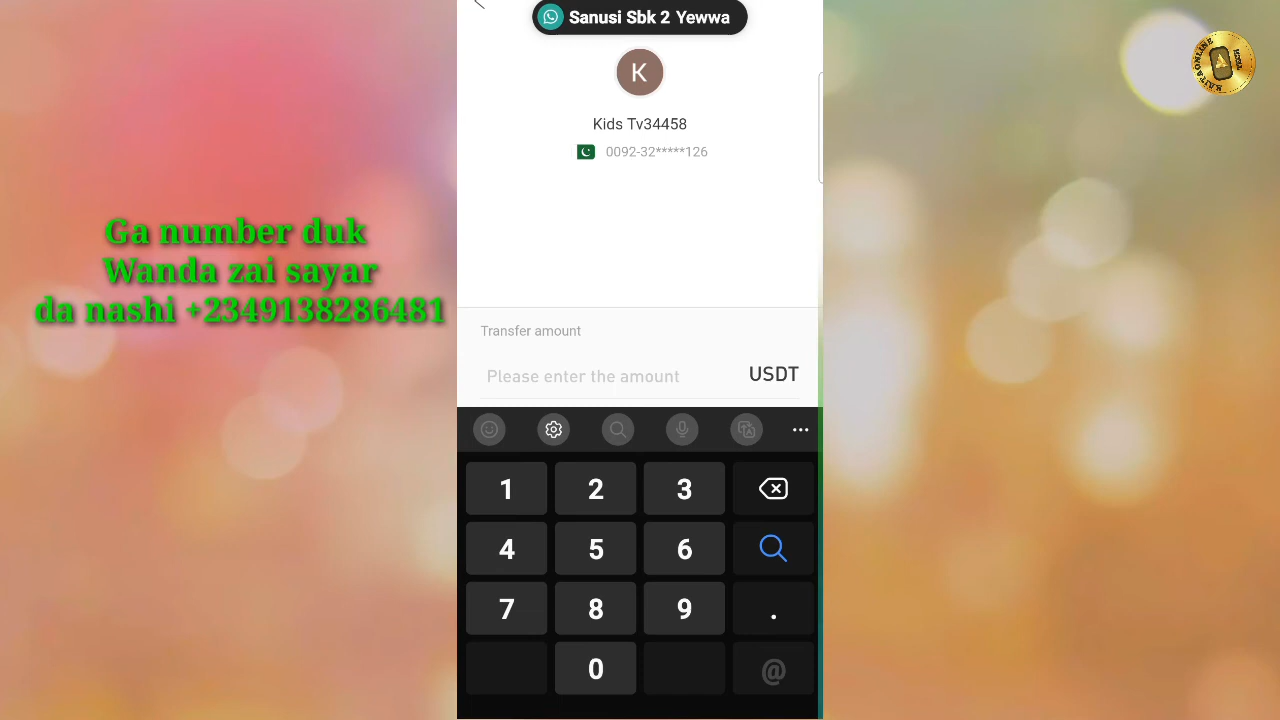 Sanusi Sbk 2 Yewwa
K
Kids Tv34458
0092-32*****126
Ga number duk
Wanda zai sayar
da nashi +2349138286481
Transfer amount
Please enter the amount USDT
1 2 3
4 5 6
7 8 9 .
0 @